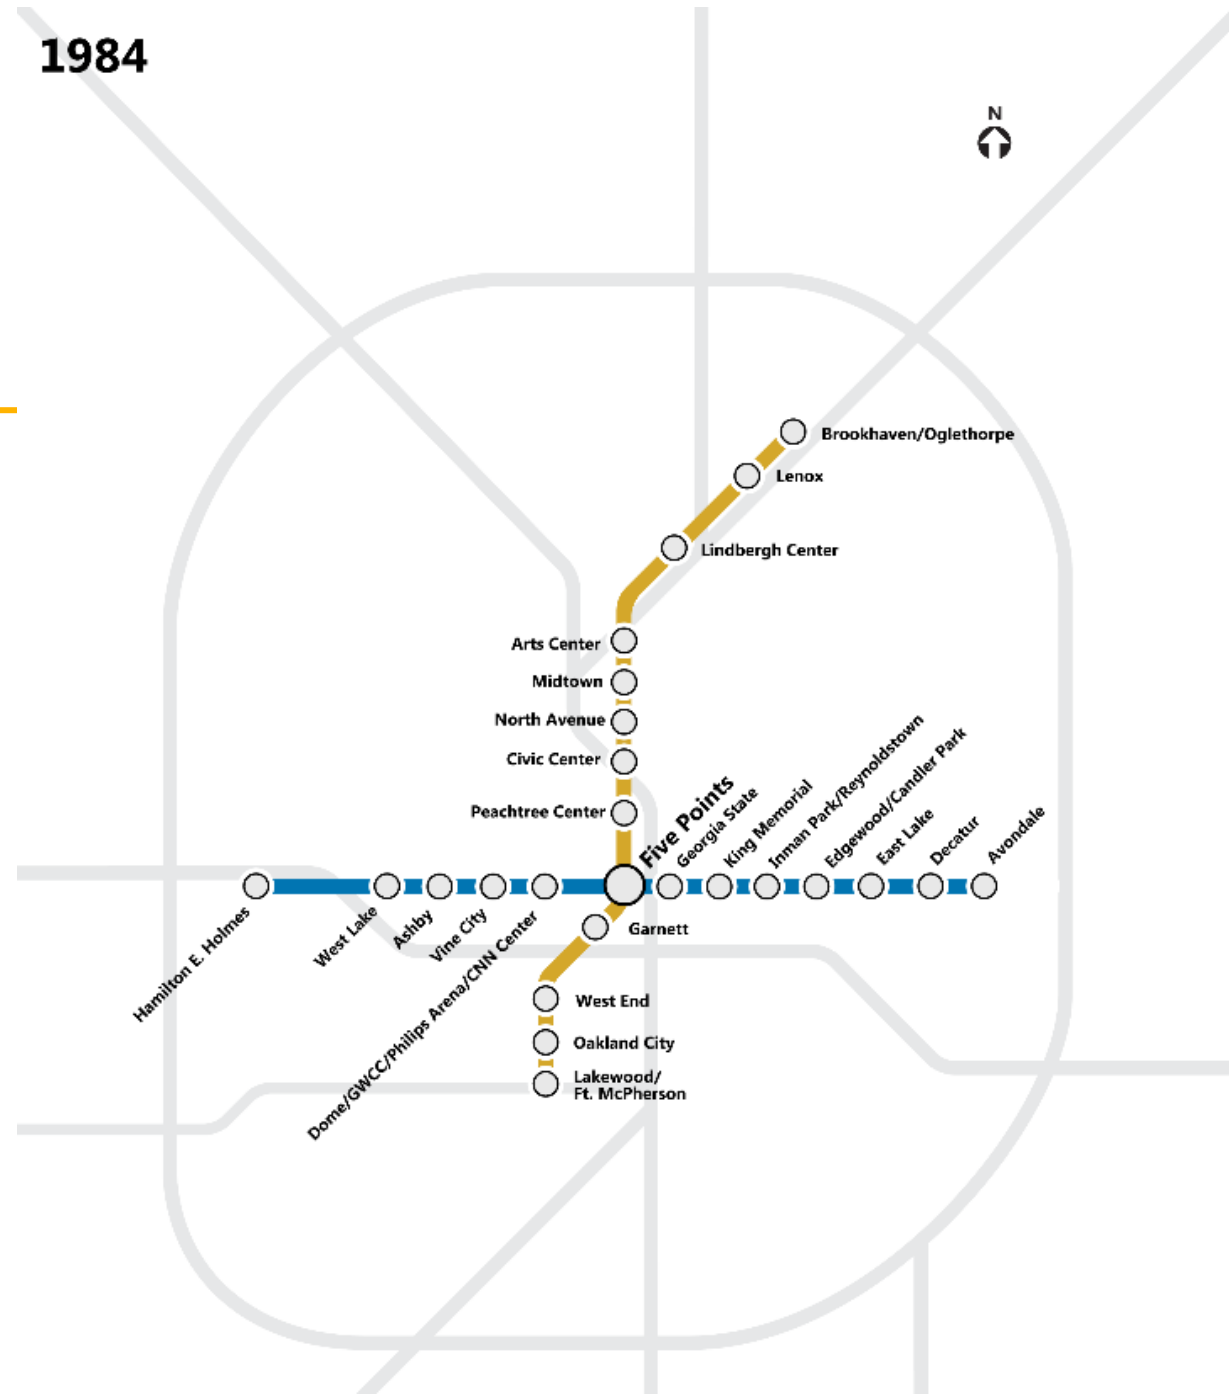 1984
N
Brookhaven/Oglethorpe
Lenox
Lindbergh Center
Arts Center
Midtown
North Avenue
Civic Center
Peachtree Center
Five Points
Georgia State
King Memorial
Inman Park/Reynoldstown
Edgewood/Candler Park
East Lake
Decatur
Avondale
Hamilton E. Holmes
West Lake
Ashby
Vine City
Dome/GWCC/Philips Arena/CNN Center
Garnett
West End
Oakland City
Lakewood/
Ft. McPherson